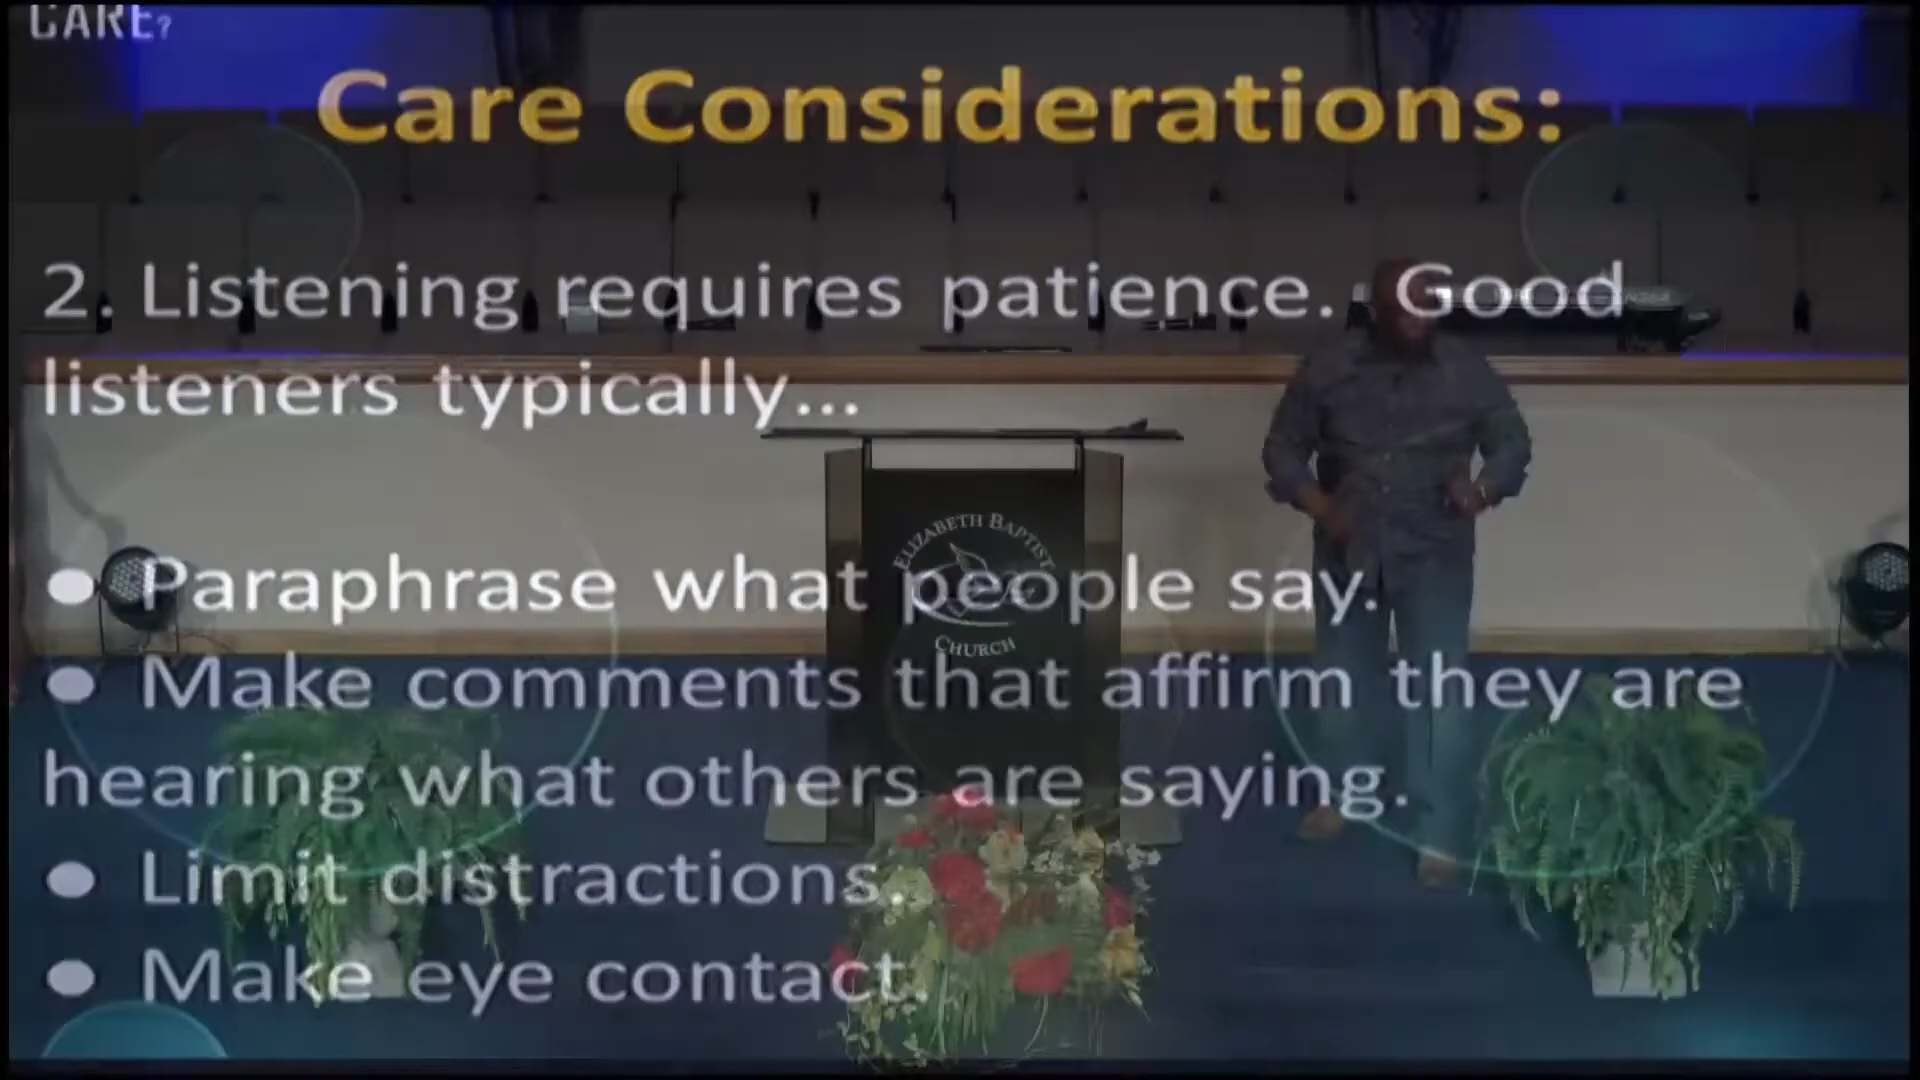 CARE?
Care Considerations:
2. Listening requires patience. Good
listeners typically...
● Paraphrase what people say.
● Make comments that affirm they are
hearing what others are saying.
● Limit distractions.
● Make eye contact.
ELIZABETH BAPTIST
CHURCH